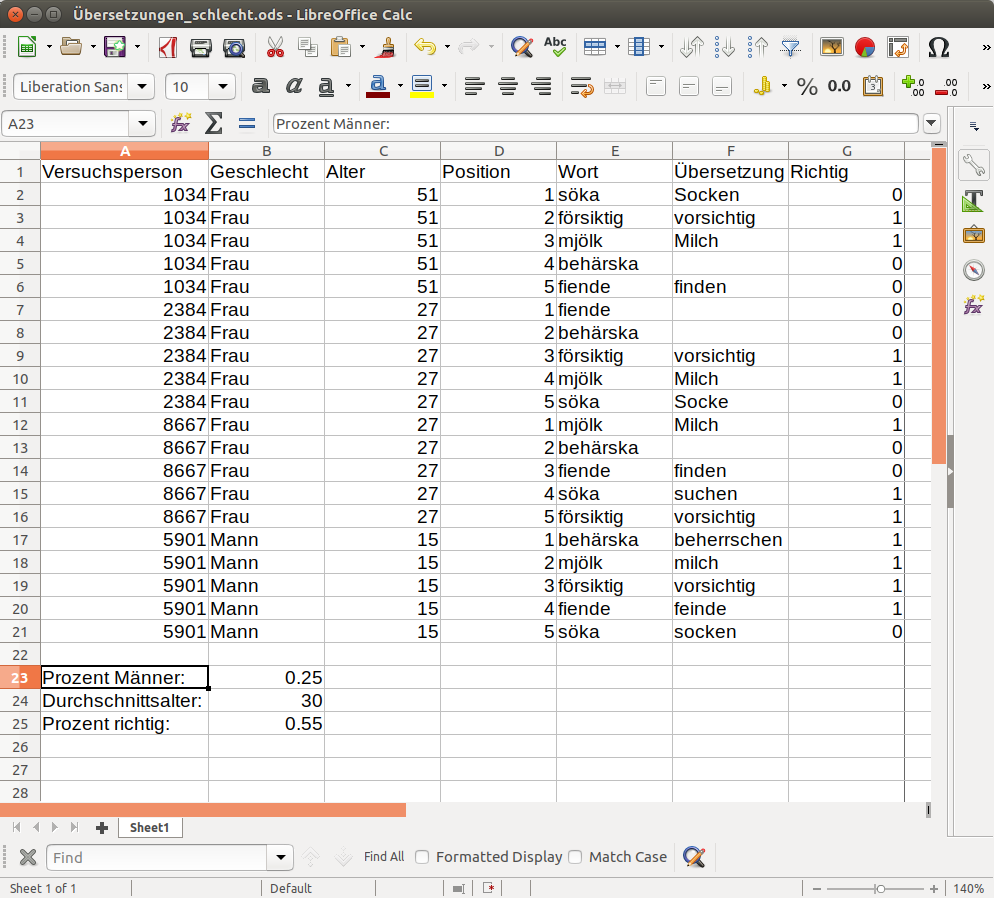 Übersetzungen_schlecht.ods - LibreOffice Calc
Abc
Liberation Sans 10 a a a a % 0.0
A23 Prozent Männer:
A B C D E F G
1 Versuchsperson Geschlecht Alter Position Wort Übersetzung Richtig
2 1034 Frau 51 1 söka Socken 0
3 1034 Frau 51 2 försiktig vorsichtig 1
4 1034 Frau 51 3 mjölk Milch 1
5 1034 Frau 51 4 behärska 0
6 1034 Frau 51 5 fiende finden 0
7 2384 Frau 27 1 fiende 0
8 2384 Frau 27 2 behärska 0
9 2384 Frau 27 3 försiktig vorsichtig 1
10 2384 Frau 27 4 mjölk Milch 1
11 2384 Frau 27 5 söka Socke 0
12 8667 Frau 27 1 mjölk Milch 1
13 8667 Frau 27 2 behärska 0
14 8667 Frau 27 3 fiende finden 0
15 8667 Frau 27 4 söka suchen 1
16 8667 Frau 27 5 försiktig vorsichtig 1
17 5901 Mann 15 1 behärska beherrschen 1
18 5901 Mann 15 2 mjölk milch 1
19 5901 Mann 15 3 försiktig vorsichtig 1
20 5901 Mann 15 4 fiende feinde 1
21 5901 Mann 15 5 söka socken 0
22
23 Prozent Männer: 0.25
24 Durchschnittsalter: 30
25 Prozent richtig: 0.55
26
27
28
Sheet1
Find Find All Formatted Display Match Case
Sheet 1 of 1 Default 140%